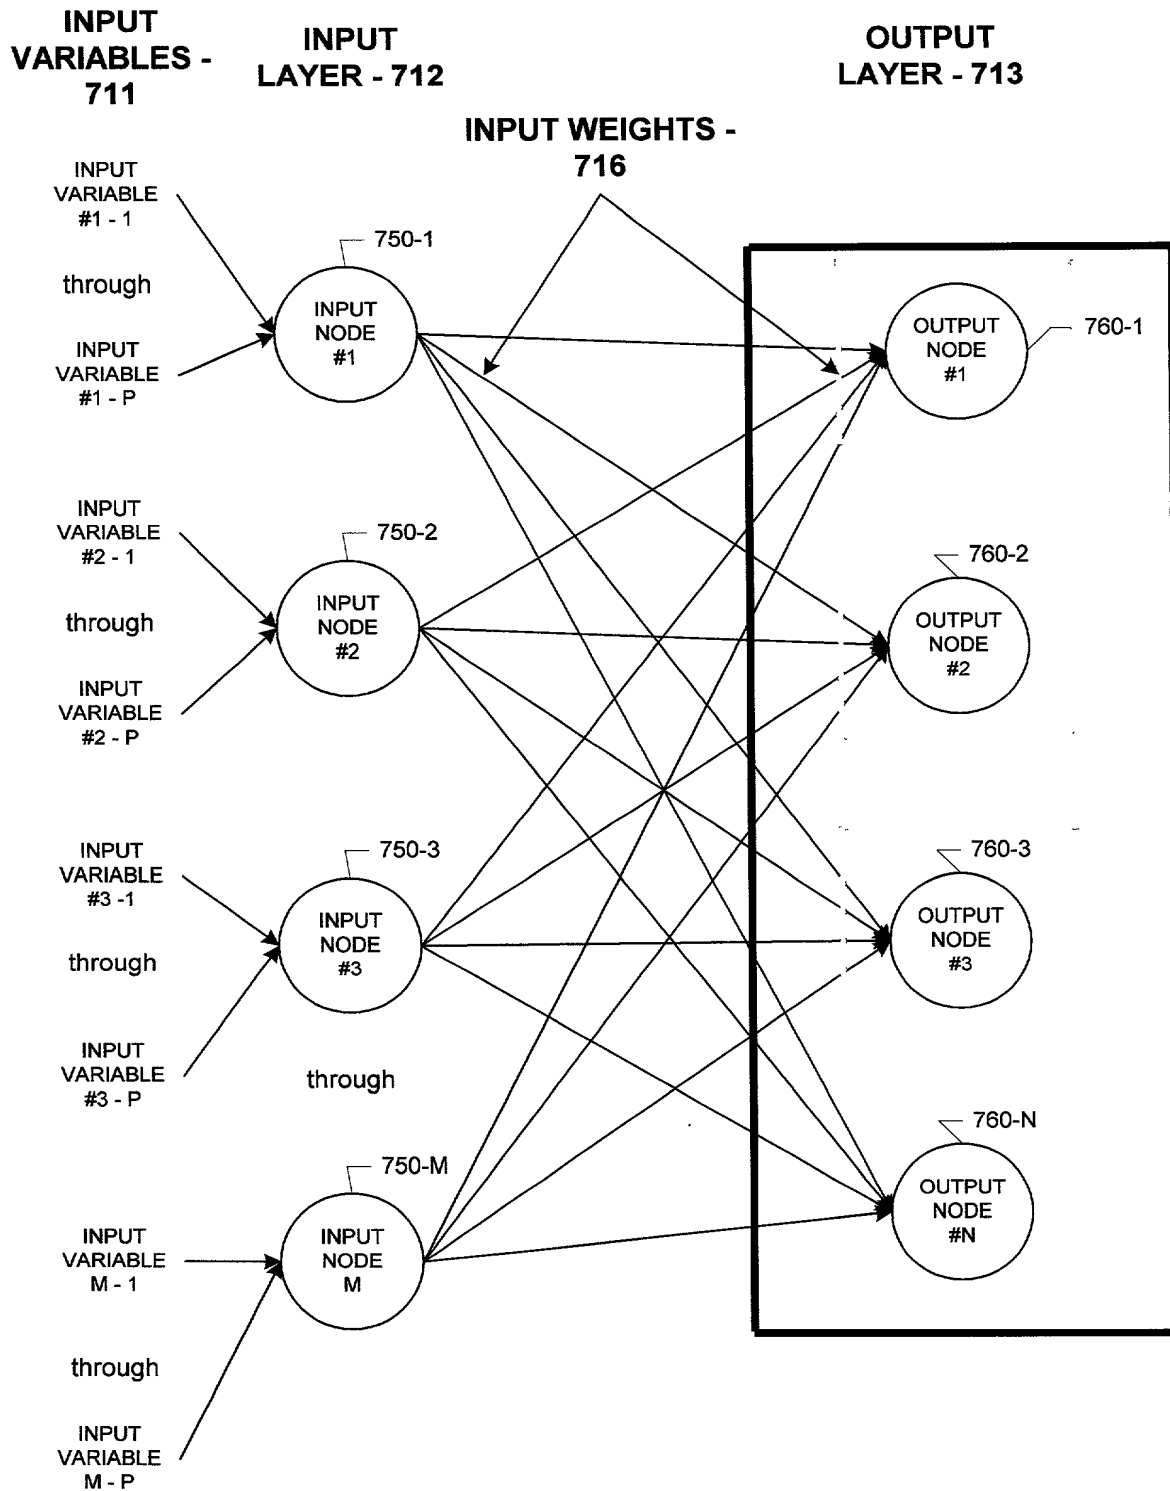 INPUT
VARIABLES -
711
INPUT
LAYER - 712
OUTPUT
LAYER - 713
INPUT WEIGHTS -
716
INPUT
VARIABLE
#1 - 1
through
INPUT
VARIABLE
#1 - P
750-1
INPUT
NODE
#1
OUTPUT
NODE
#1
760-1
INPUT
VARIABLE
#2 - 1
through
INPUT
VARIABLE
#2 - P
750-2
INPUT
NODE
#2
760-2
OUTPUT
NODE
#2
INPUT
VARIABLE
#3 -1
through
INPUT
VARIABLE
#3 - P
750-3
INPUT
NODE
#3
760-3
OUTPUT
NODE
#3
through
750-M
INPUT
NODE
M
760-N
OUTPUT
NODE
#N
INPUT
VARIABLE
M - 1
through
INPUT
VARIABLE
M - P